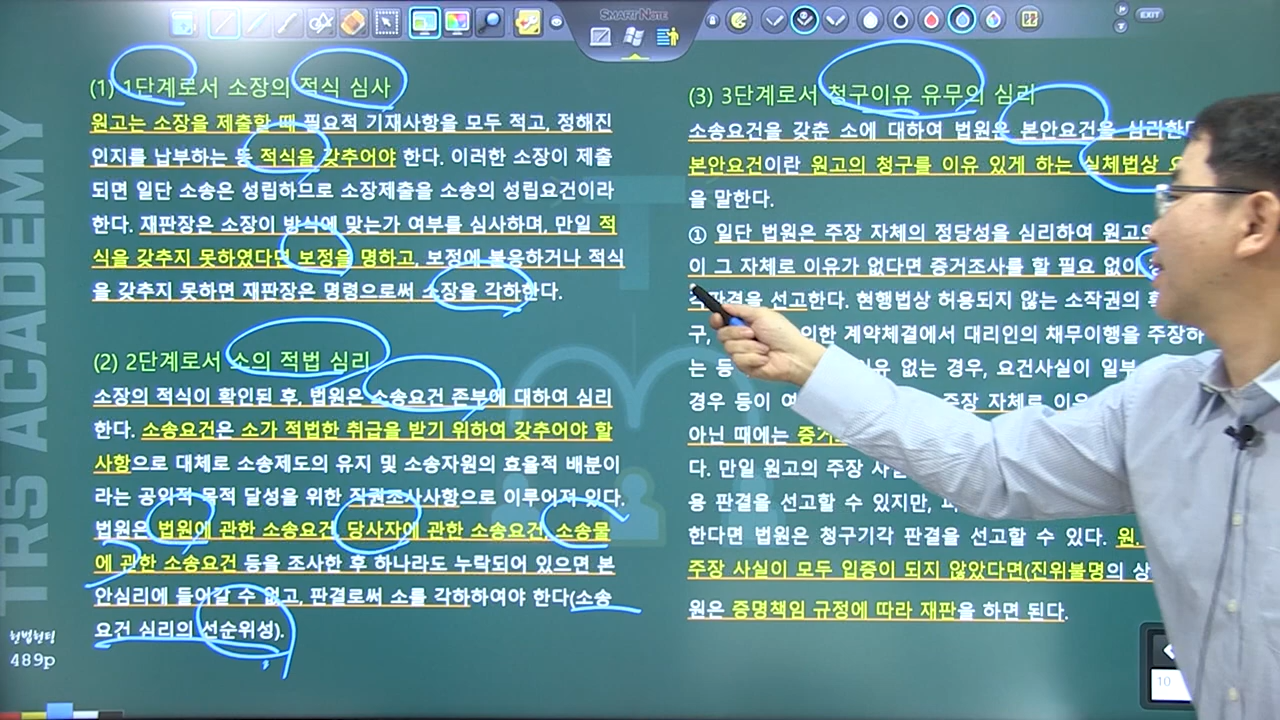 SMART NOTE
EXIT
TRS ACADEMY
(1) 1단계로서 소장의 적식 심사
원고는 소장을 제출할 때 필요적 기재사항을 모두 적고, 정해진
인지를 납부하는 등 적식을 갖추어야 한다. 이러한 소장이 제출
되면 일단 소송은 성립하므로 소장제출을 소송의 성립요건이라
한다. 재판장은 소장이 방식에 맞는가 여부를 심사하며, 만일 적
식을 갖추지 못하였다면 보정을 명하고, 보정에 불응하거나 적식
을 갖추지 못하면 재판장은 명령으로써 소장을 각하한다.
(2) 2단계로서 소의 적법 심리
소장의 적식이 확인된 후, 법원은 소송요건 존부에 대하여 심리
한다. 소송요건은 소가 적법한 취급을 받기 위하여 갖추어야 할
사항으로 대체로 소송제도의 유지 및 소송자원의 효율적 배분이
라는 공익적 목적 달성을 위한 직권조사사항으로 이루어져 있다.
법원은 법원에 관한 소송요건, 당사자에 관한 소송요건, 소송물
에 관한 소송요건 등을 조사한 후 하나라도 누락되어 있으면 본
안심리에 들어갈 수 없고, 판결로써 소를 각하하여야 한다(소송
요건 심리의 선순위성).
489p
(3) 3단계로서 청구이유 유무의 심리
소송요건을 갖춘 소에 대하여 법원은 본안요건을 심리한
본안요건이란 원고의 청구를 이유 있게 하는 실체법상
을 말한다.
① 일단 법원은 주장 자체의 정당성을 심리하여
이 그 자체로 이유가 없다면 증거조사를 할 필요 없이
각판결을 선고한다. 현행법상 허용되지 않는 소작권의
구, 의한 계약체결에서 대리인의 채무이행을 주장하
는 등 이유 없는 경우, 요건사실이 일부
경우 등이 주장 자체로
아닌 때에는
다. 만일 원고의 주장
용 판결을 선고할 수 있지만,
한다면 법원은 청구기각 판결을 선고할 수 있다.
주장 사실이 모두 입증이 되지 않았다면(진위불명의
원은 증명책임 규정에 따라 재판을 하면 된다.
10